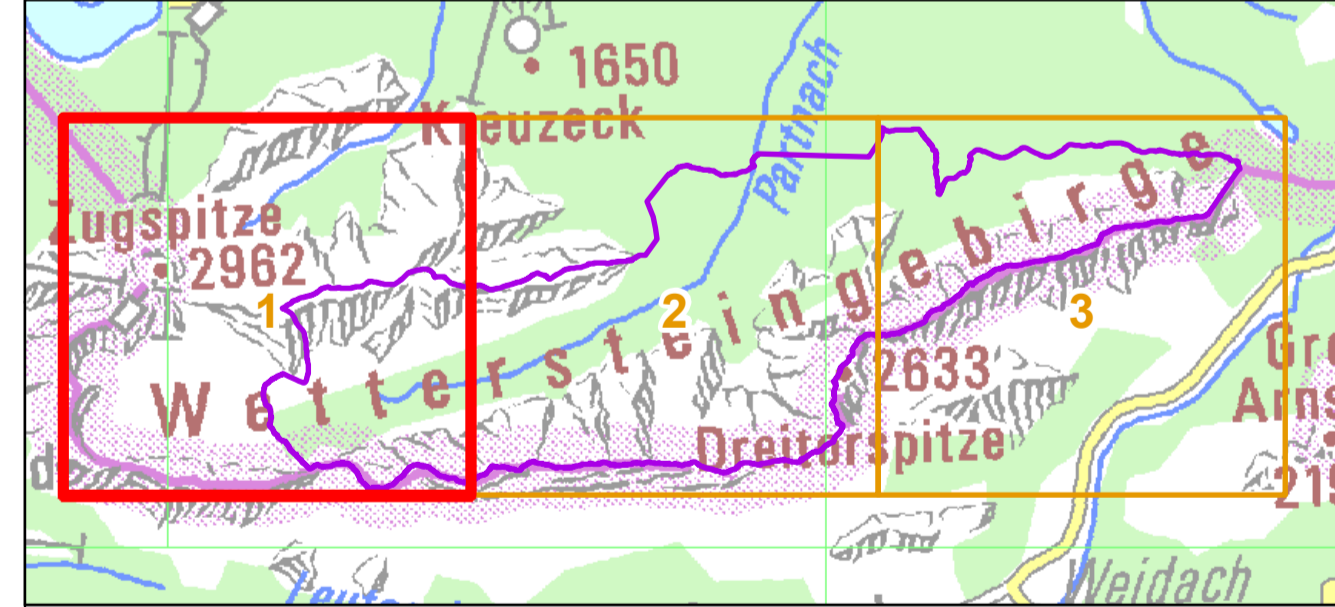 1650
Kreuzeck
Partnach
Zugspitze
2962
Wettersteingebirge
1
2
3
2633
Dreitorspitze
Weidach